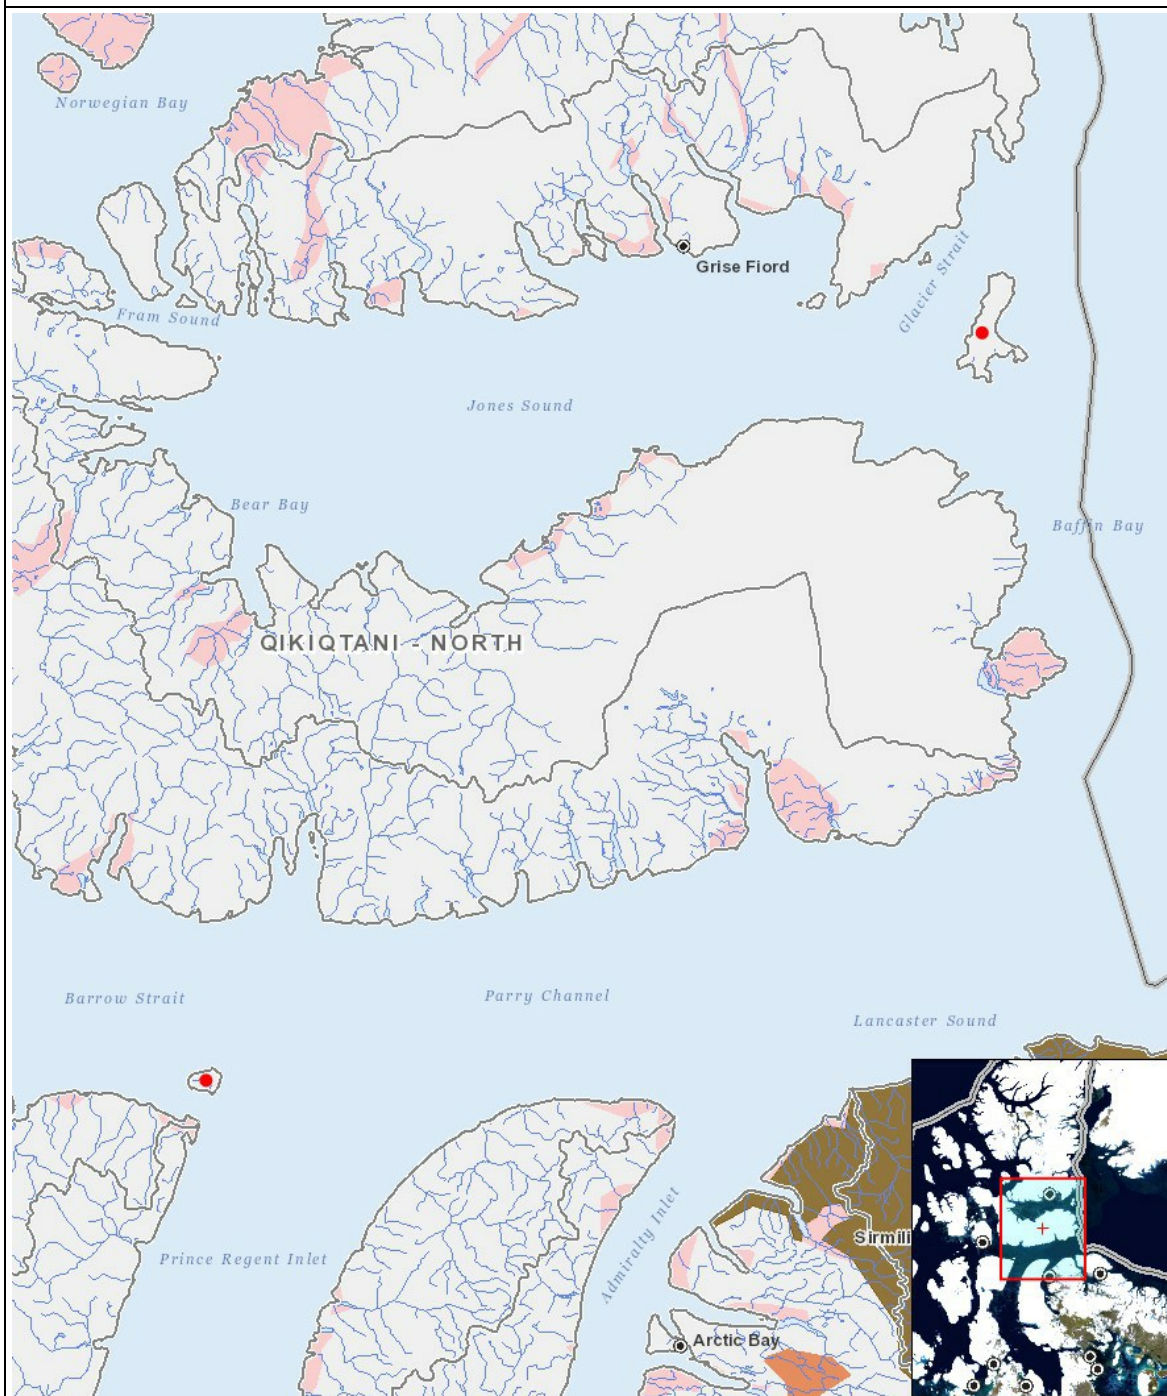 Norwegian Bay
Grise Fiord
Glacier Strait
Fram Sound
Jones Sound
Bear Bay
Baffin Bay
QIKIQTANI - NORTH
Barrow Strait
Parry Channel
Lancaster Sound
Admiralty Inlet
Sirmili
Prince Regent Inlet
Arctic Bay